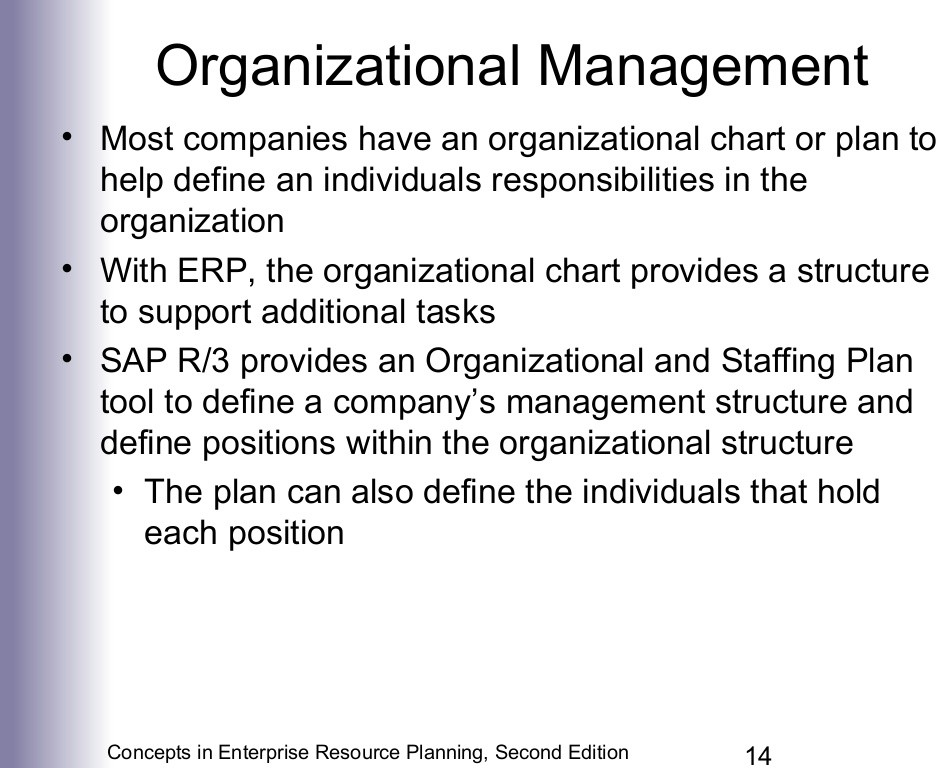 Organizational Management
• Most companies have an organizational chart or plan to
help define an individuals responsibilities in the
organization
• With ERP, the organizational chart provides a structure
to support additional tasks
• SAP R/3 provides an Organizational and Staffing Plan
tool to define a company’s management structure and
define positions within the organizational structure
• The plan can also define the individuals that hold
each position
Concepts in Enterprise Resource Planning, Second Edition 14